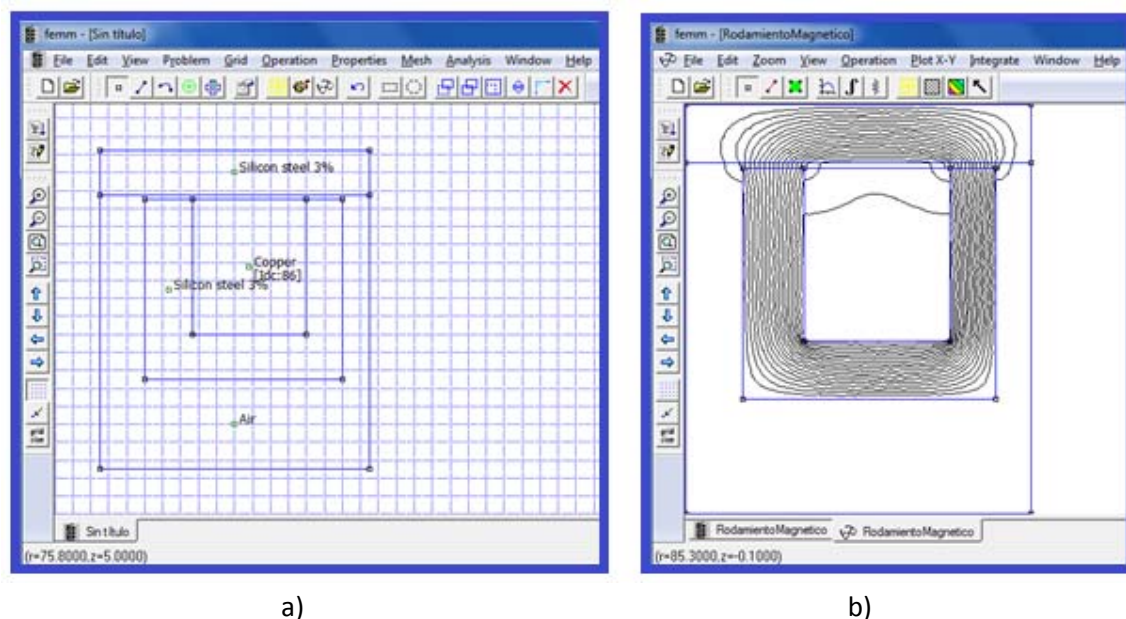 femm - [Sin título]
File Edit View Problem Grid Operation Properties Mesh Analysis Window Help
Silicon steel 3%
Copper
[1dc:86]
Silicon steel 3%
Air
Sin título
(r=75.8000,z=5.0000)
a)
femm - [RodamientoMagnetico]
File Edit Zoom View Operation Plot X-Y Integrate Window Help
RodamientoMagnetico RodamientoMagnetico
(r=85.3000,z=-0.1000)
b)